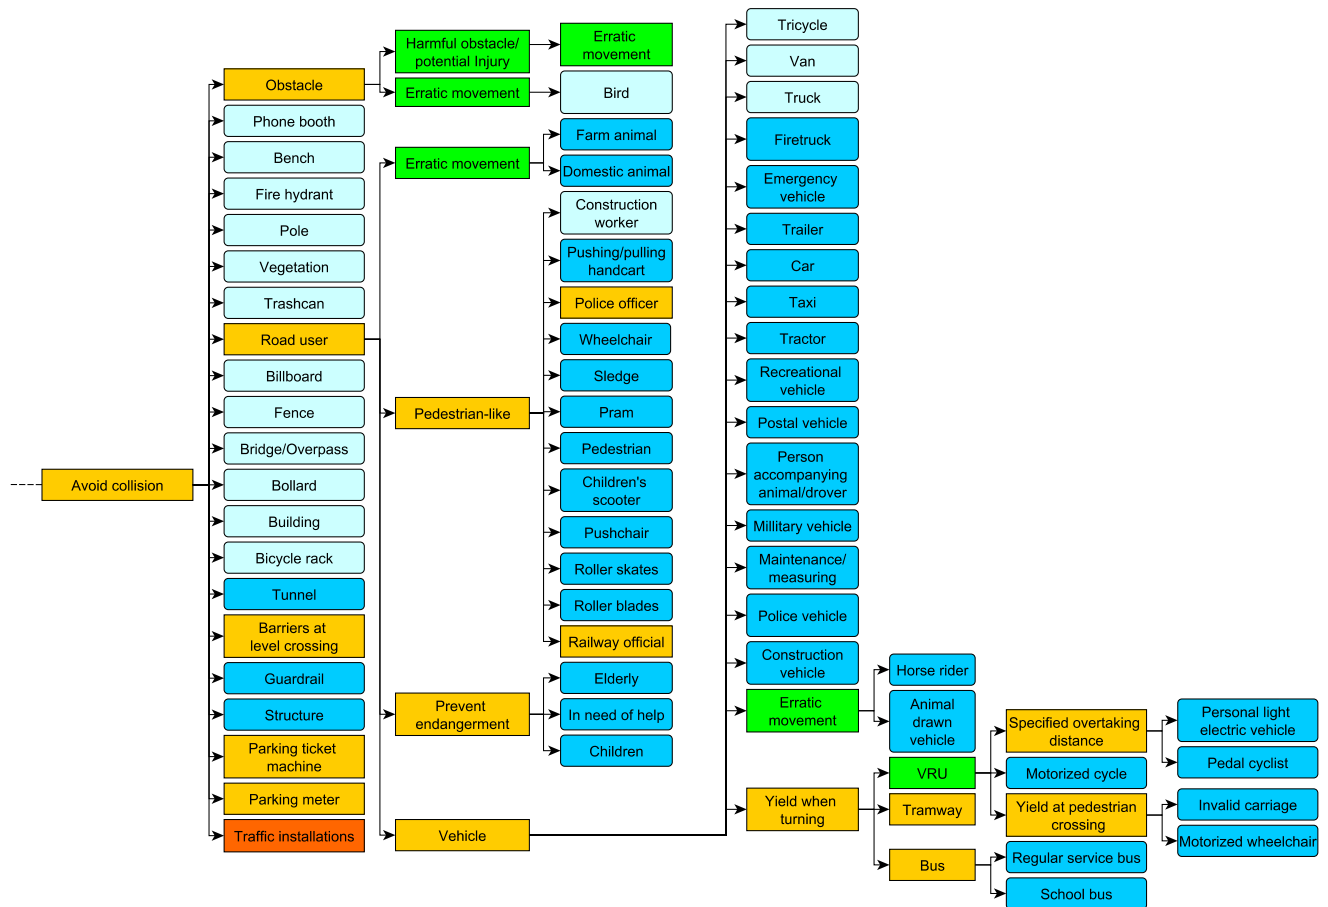 Avoid collision
Obstacle
Phone booth
Bench
Fire hydrant
Pole
Vegetation
Trashcan
Road user
Billboard
Fence
Bridge/Overpass
Bollard
Building
Bicycle rack
Tunnel
Barriers at
level crossing
Guardrail
Structure
Parking ticket
machine
Parking meter
Traffic installations
Harmful obstacle/
potential Injury
Erratic movement
Erratic movement
Pedestrian-like
Prevent
endangerment
Vehicle
Erratic
movement
Bird
Farm animal
Domestic animal
Construction
worker
Pushing/pulling
handcart
Police officer
Wheelchair
Sledge
Pram
Pedestrian
Children's
scooter
Pushchair
Roller skates
Roller blades
Railway official
Elderly
In need of help
Children
Tricycle
Van
Truck
Firetruck
Emergency
vehicle
Trailer
Car
Taxi
Tractor
Recreational
vehicle
Postal vehicle
Person
accompanying
animal/drover
Millitary vehicle
Maintenance/
measuring
Police vehicle
Construction
vehicle
Erratic
movement
Yield when
turning
Horse rider
Animal
drawn
vehicle
VRU
Tramway
Bus
Specified overtaking
distance
Motorized cycle
Yield at pedestrian
crossing
Regular service bus
School bus
Personal light
electric vehicle
Pedal cyclist
Invalid carriage
Motorized wheelchair